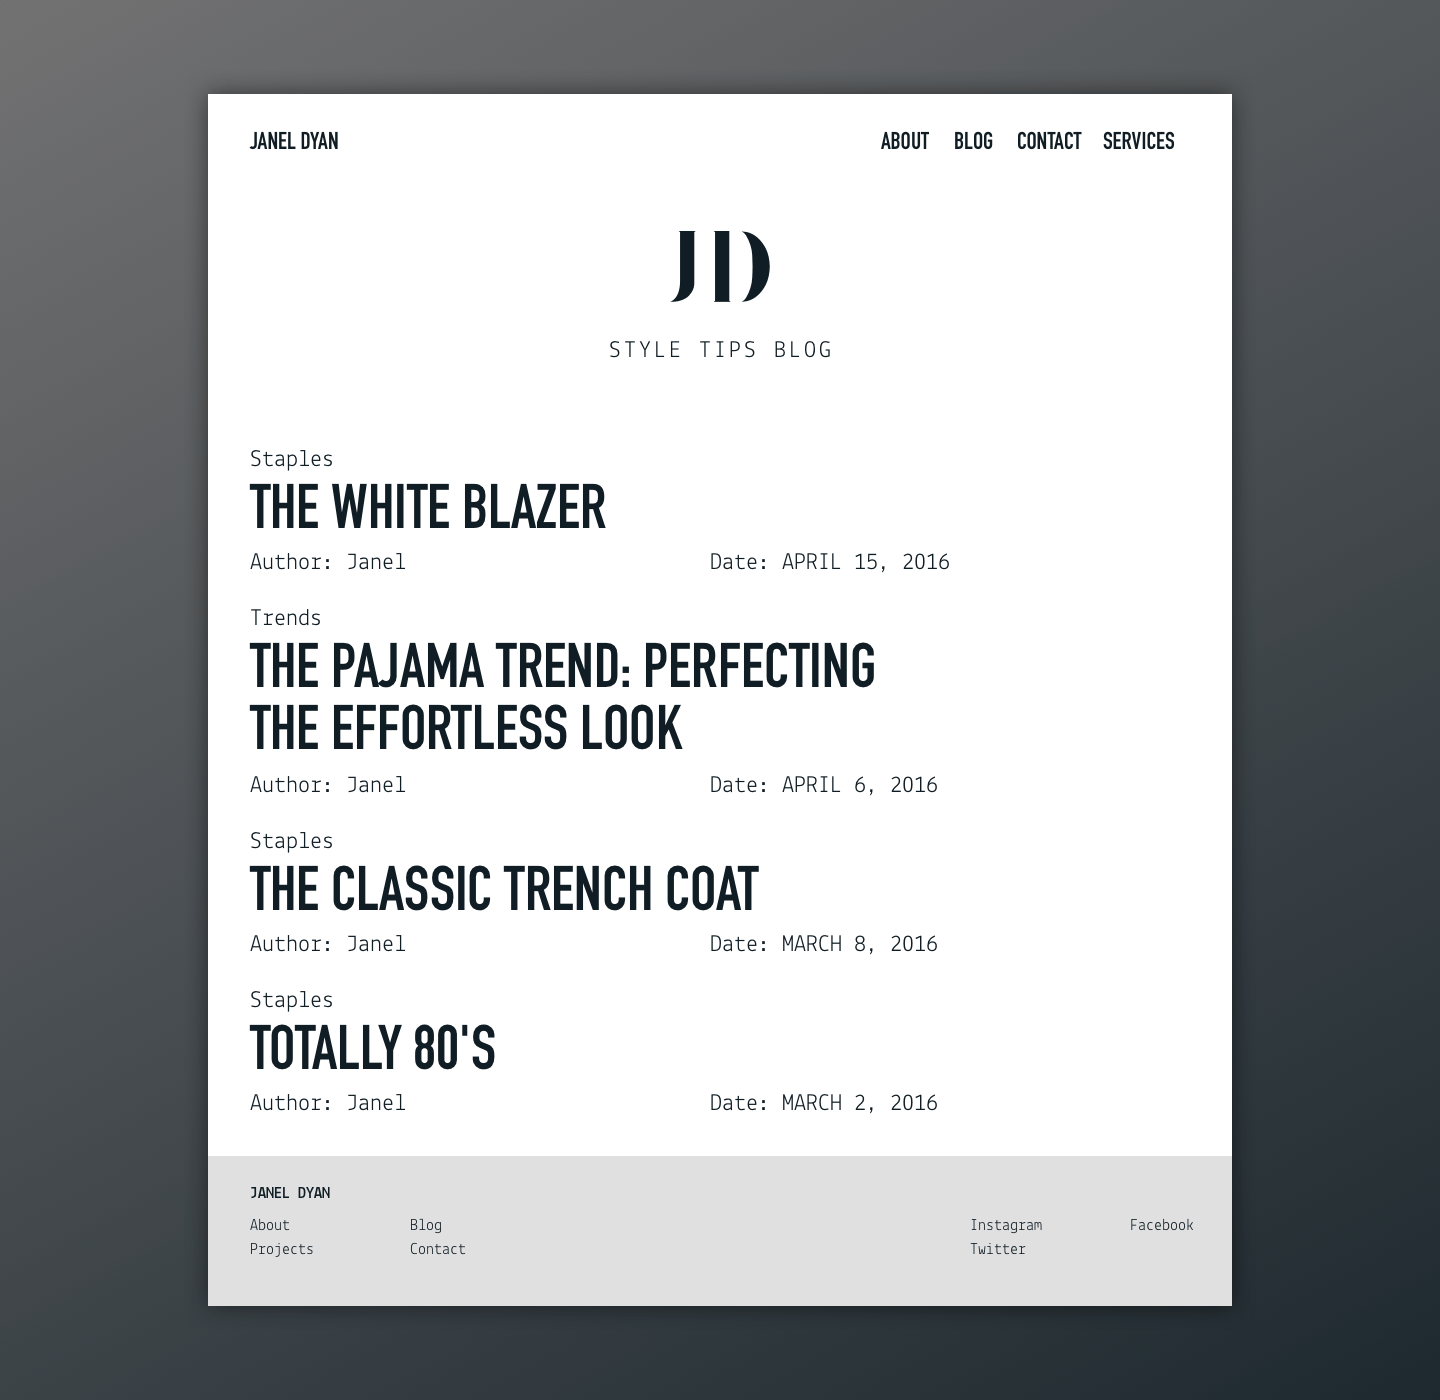 JANEL DYAN
ABOUT BLOG CONTACT SERVICES
JD
STYLE TIPS BLOG
Staples
THE WHITE BLAZER
Author: Janel Date: APRIL 15, 2016
Trends
THE PAJAMA TREND: PERFECTING
THE EFFORTLESS LOOK
Author: Janel Date: APRIL 6, 2016
Staples
THE CLASSIC TRENCH COAT
Author: Janel Date: MARCH 8, 2016
Staples
TOTALLY 80'S
Author: Janel Date: MARCH 2, 2016
JANEL DYAN
About Blog Instagram Facebook
Projects Contact Twitter